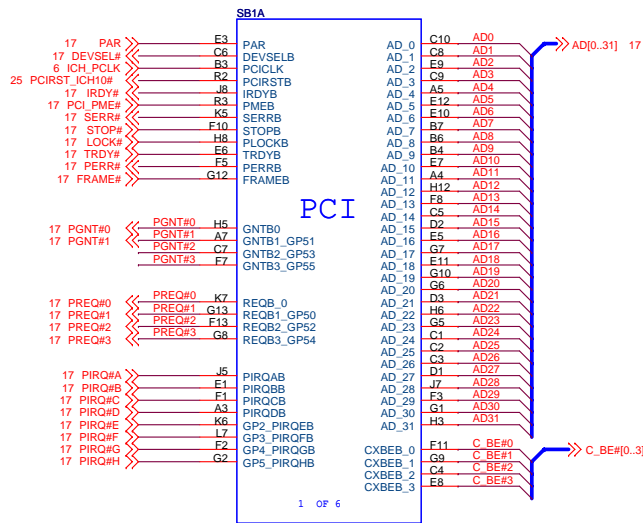 SB1A
17 PAR E3 PAR AD_0 C10 AD0 AD[0..31] 17
17 DEVSEL# C6 DEVSELB AD_1 C8 AD1
6 ICH_PCLK B3 PCICLK AD_2 E9 AD2
25 PCIRST_ICH10# R2 PCIRSTB AD_3 C9 AD3
17 IRDY# J8 IRDYB AD_4 A5 AD4
17 PCI_PME# R3 PMEB AD_5 E12 AD5
17 SERR# K5 SERRB AD_6 E10 AD6
17 STOP# F10 STOPB AD_7 B7 AD7
17 LOCK# H8 PLOCKB AD_8 B6 AD8
17 TRDY# E6 TRDYB AD_9 B4 AD9
17 PERR# F5 PERRB AD_10 E7 AD10
17 FRAME# G12 FRAMEB AD_11 A4 AD11
AD_12 H12 AD12
AD_13 F8 AD13
PCI
AD_14 C5 AD14
17 PGNT#0 PGNT#0 H5 GNTB0 AD_15 D2 AD15
17 PGNT#1 PGNT#1 A7 GNTB1_GP51 AD_16 E5 AD16
PGNT#2 C7 GNTB2_GP53 AD_17 G7 AD17
PGNT#3 F7 GNTB3_GP55 AD_18 E11 AD18
AD_19 G10 AD19
AD_20 G6 AD20
17 PREQ#0 PREQ#0 K7 REQB_0 AD_21 D3 AD21
17 PREQ#1 PREQ#1 G13 REQB1_GP50 AD_22 H6 AD22
17 PREQ#2 PREQ#2 F13 REQB2_GP52 AD_23 G5 AD23
17 PREQ#3 PREQ#3 G8 REQB3_GP54 AD_24 C1 AD24
AD_25 C2 AD25
AD_26 C3 AD26
17 PIRQ#A J5 PIRQAB AD_27 D1 AD27
17 PIRQ#B E1 PIRQBB AD_28 J7 AD28
17 PIRQ#C F1 PIRQCB AD_29 F3 AD29
17 PIRQ#D A3 PIRQDB AD_30 G1 AD30
17 PIRQ#E K6 GP2_PIRQEB AD_31 H3 AD31
17 PIRQ#F L7 GP3_PIRQFB
17 PIRQ#G F2 GP4_PIRQGB CXBEB_0 F11 C_BE#0 C_BE#[0..3]
17 PIRQ#H G2 GP5_PIRQHB CXBEB_1 G9 C_BE#1
CXBEB_2 C4 C_BE#2
CXBEB_3 E8 C_BE#3
1 OF 6